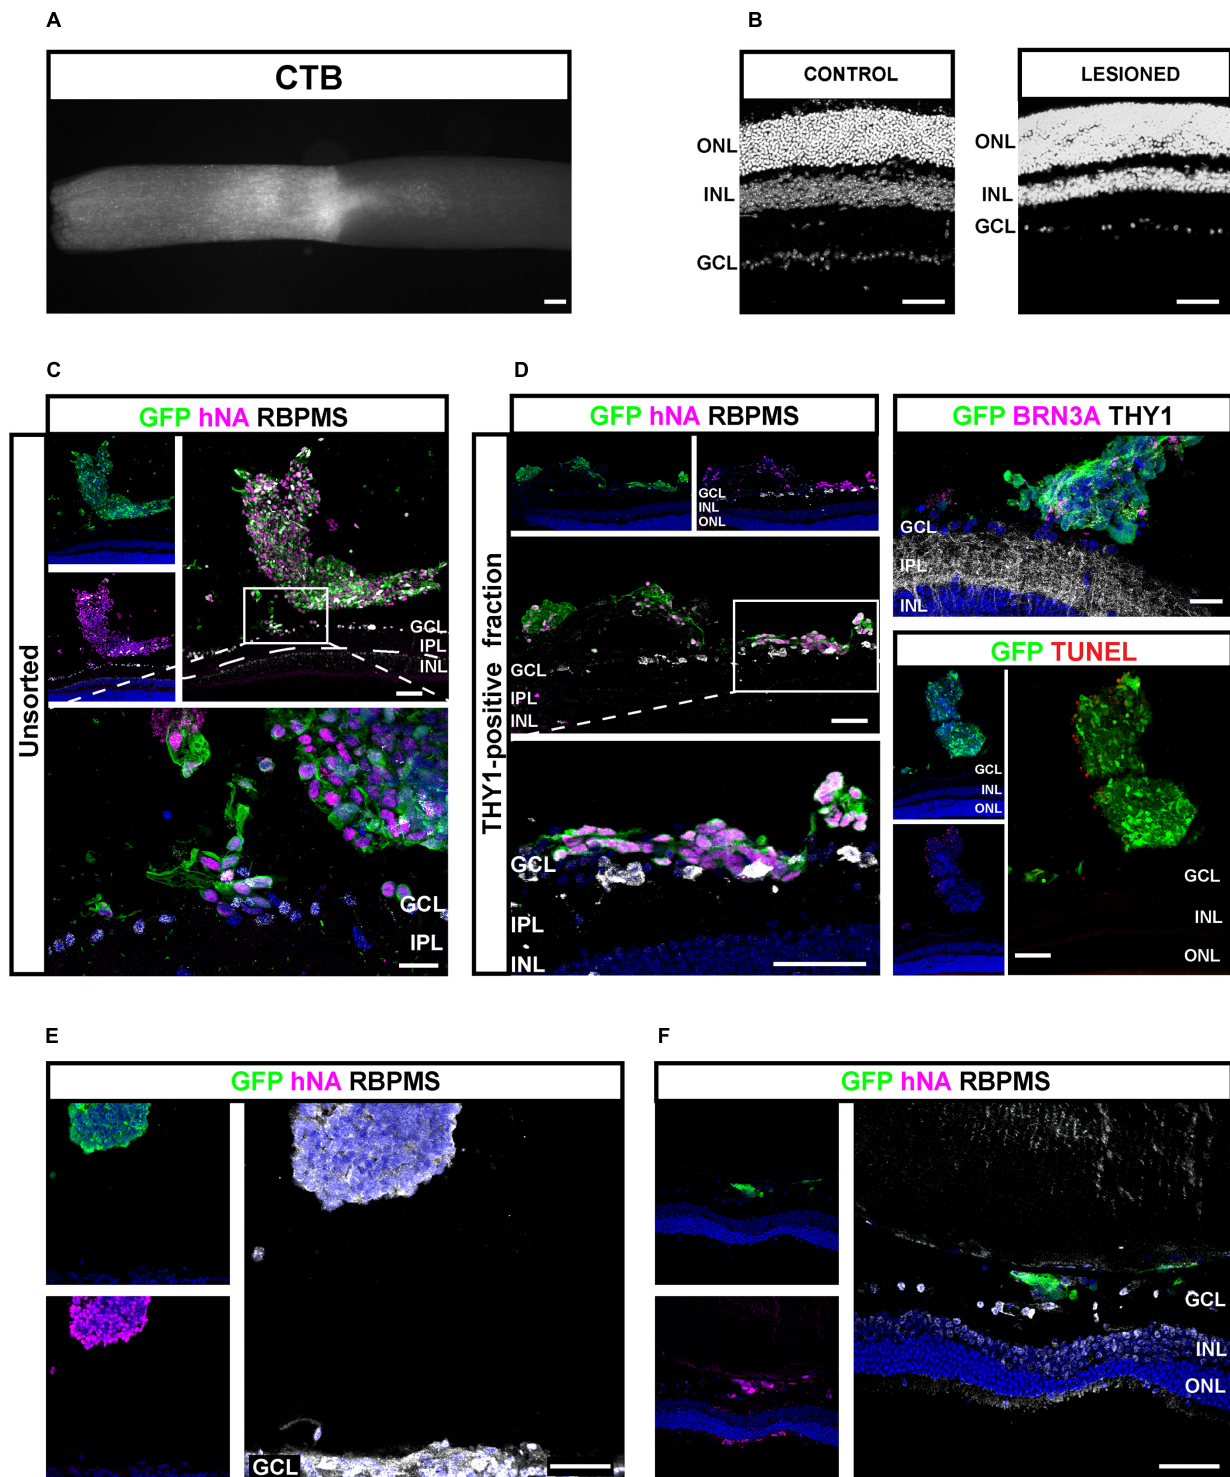 A
CTB
B
CONTROL
ONL
INL
GCL
LESIONED
ONL
INL
GCL
C
Unsorted
GFP hNA RBPMS
GCL
IPL
INL
GCL
IPL
D
THY1-positive fraction
GFP hNA RBPMS
GCL
INL
ONL
GCL
IPL
INL
GCL
IPL
INL
GFP BRN3A THY1
GCL
IPL
INL
GFP TUNEL
GCL
INL
ONL
GCL
INL
ONL
E
GFP hNA RBPMS
GCL
F
GFP hNA RBPMS
GCL
INL
ONL